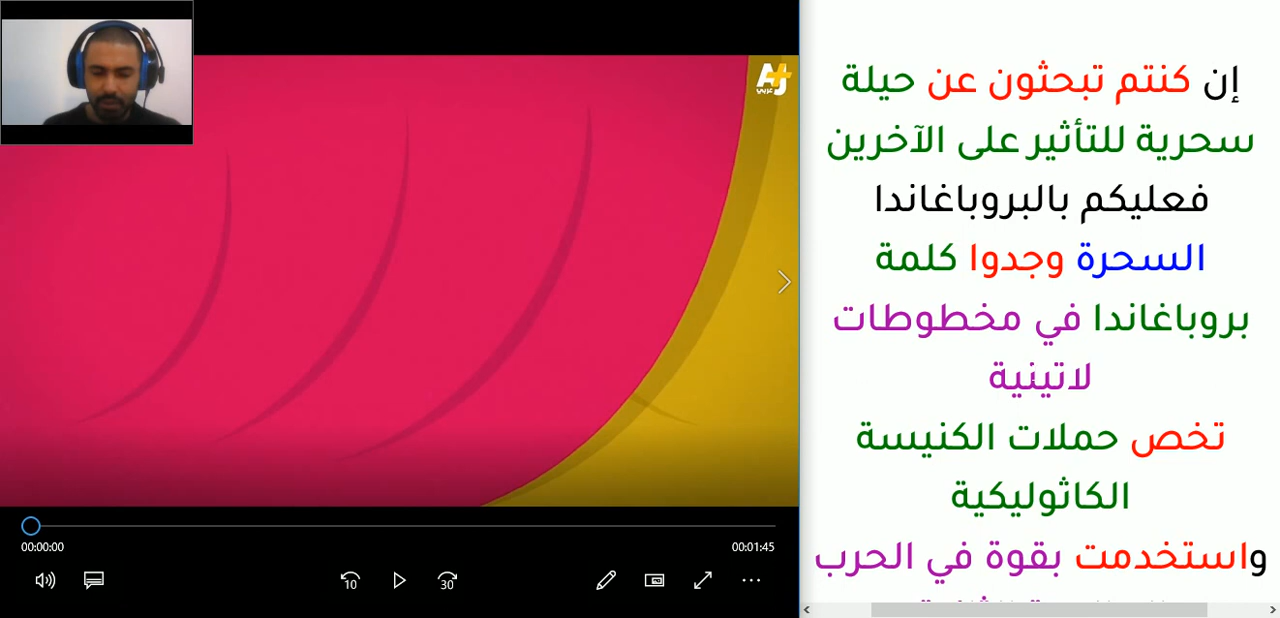 عربي
إن كنتم تبحثون عن حيلة
سحرية للتأثير على الآخرين
فعليكم بالبروباغاندا
السحرة وجدوا كلمة
بروباغاندا في مخطوطات
لاتينية
تخص حملات الكنيسة
الكاثوليكية
واستخدمت بقوة في الحرب
00:00:00
00:01:45
10
30